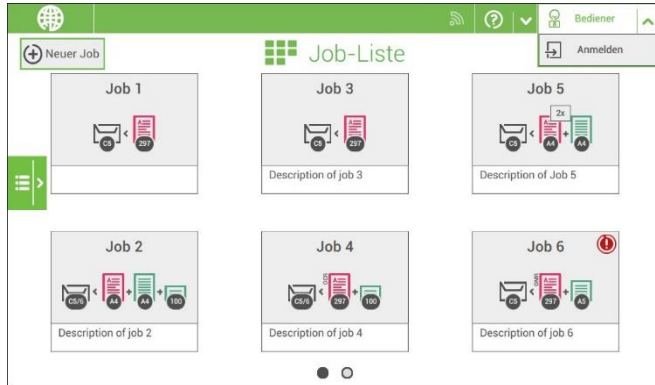 Bediener
Anmelden
Neuer Job
Job-Liste
Job 1
C5
297
Job 3
C5
297
Description of job 3
Job 5
2x
C5
A4
A4
Description of Job 5
Job 2
C5/6
A4
A4
100
Description of job 2
Job 4
OCR
C5/6
297
100
Description of job 4
Job 6
OMR
C5
297
A5
Description of job 6